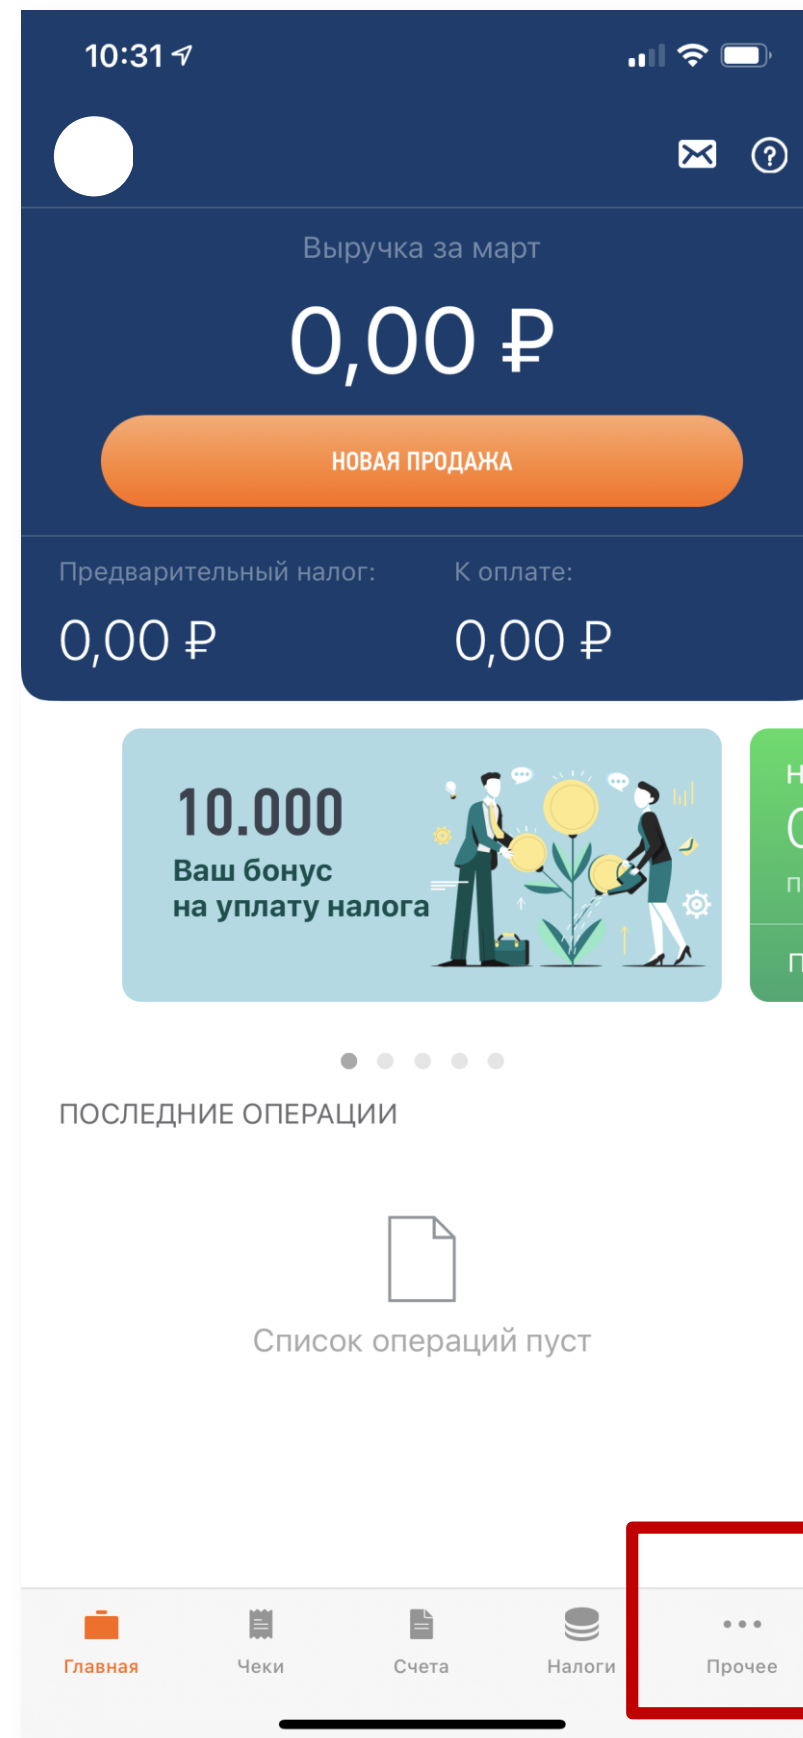 10:31
Выручка за март
0,00 ₽
НОВАЯ ПРОДАЖА
Предварительный налог: К оплате:
0,00 ₽ 0,00 ₽
10.000
Ваш бонус
на уплату налога
ПОСЛЕДНИЕ ОПЕРАЦИИ
Список операций пуст
Главная Чеки Счета Налоги Прочее